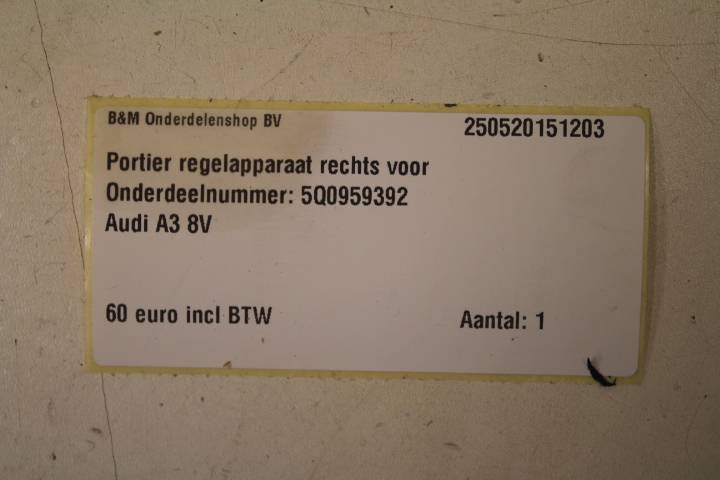 B&M Onderdelenshop BV
250520151203
Portier regelapparaat rechts voor
Onderdeelnummer: 5Q0959392
Audi A3 8V
60 euro incl BTW
Aantal: 1